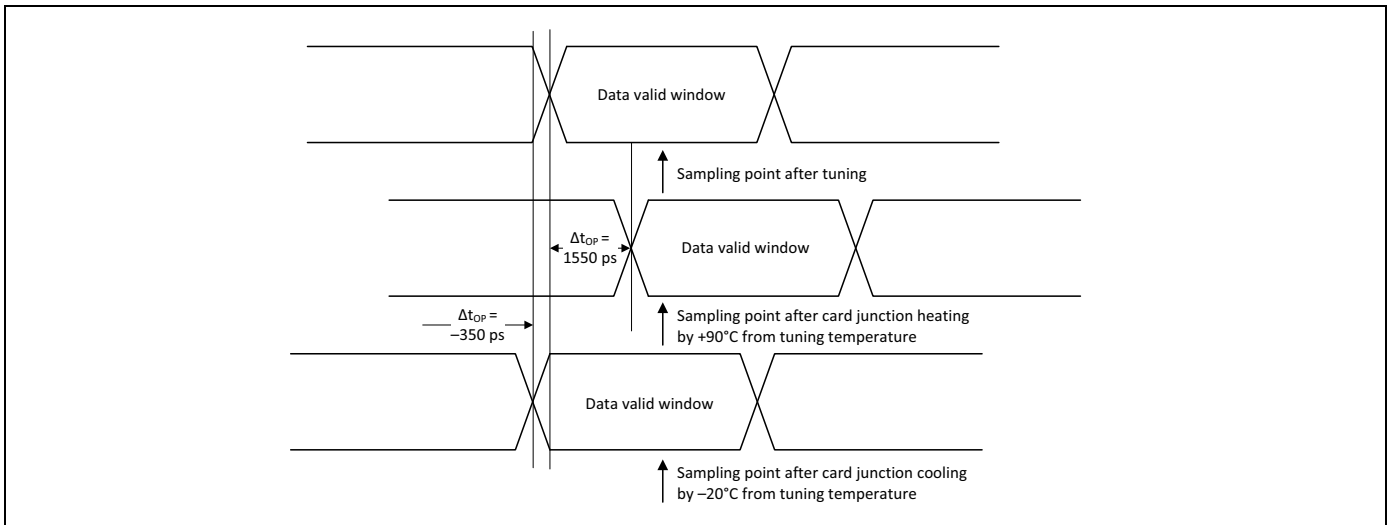 Data valid window
Sampling point after tuning
ΔtOP =
1550 ps
Data valid window
ΔtOP =
–350 ps
Sampling point after card junction heating
by +90°C from tuning temperature
Data valid window
Sampling point after card junction cooling
by –20°C from tuning temperature